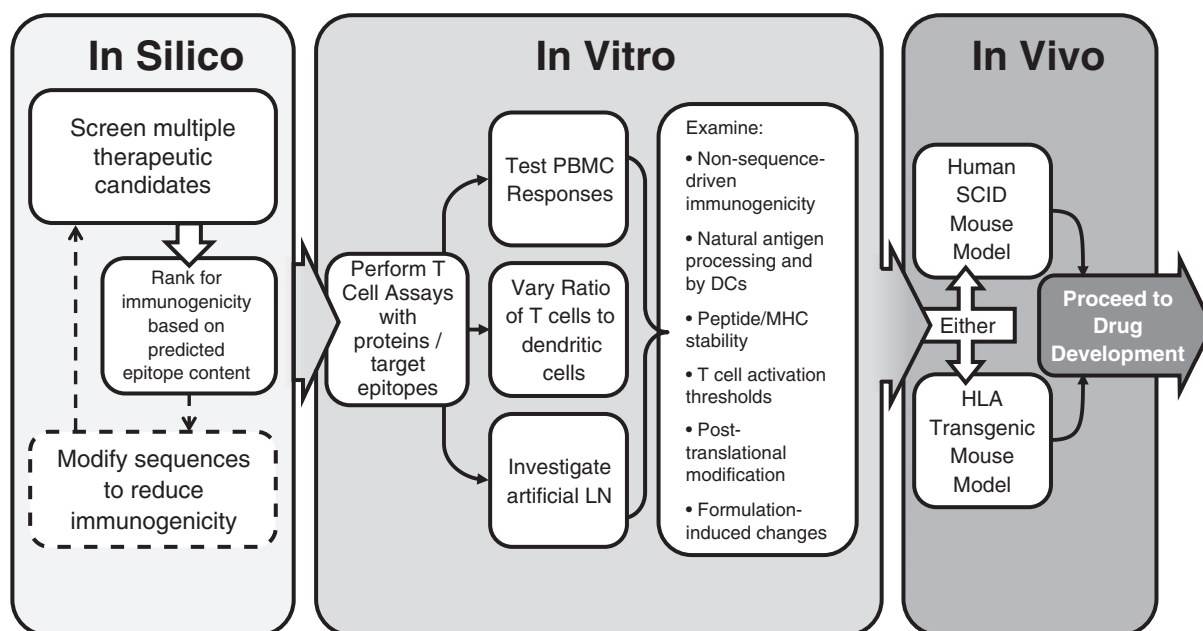 In Silico
Screen multiple
therapeutic
candidates
Rank for
immunogenicity
based on
predicted
epitope content
Modify sequences
to reduce
immunogenicity
In Vitro
Perform T
Cell Assays
with
proteins /
target
epitopes
Test PBMC
Responses
Vary Ratio
of T cells to
dendritic
cells
Investigate
artificial LN
Examine:
• Non-sequence-
driven
immunogenicity
• Natural antigen
processing and
by DCs
• Peptide/MHC
stability
• T cell activation
thresholds
• Post-
translational
modification
• Formulation-
induced changes
In Vivo
Human
SCID
Mouse
Model
Either
HLA
Transgenic
Mouse
Model
Proceed to
Drug
Development